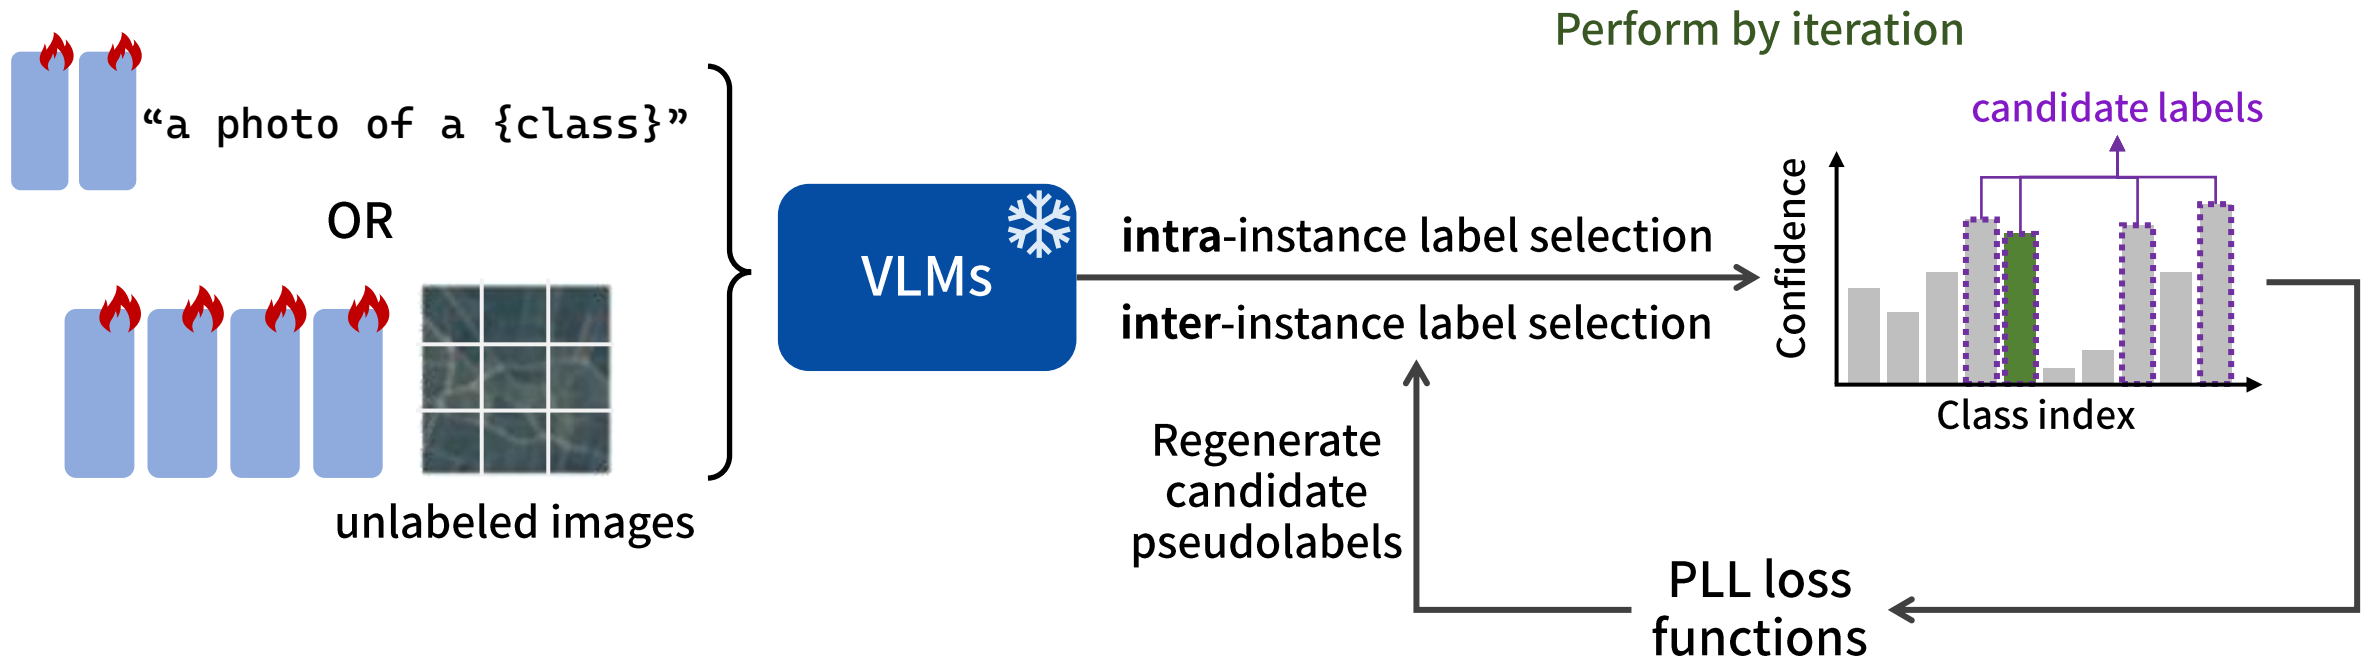 Perform by iteration
“a photo of a {class}”
OR
unlabeled images
VLMs
intra-instance label selection
inter-instance label selection
Regenerate
candidate
pseudolabels
candidate labels
Confidence
Class index
PLL loss
functions